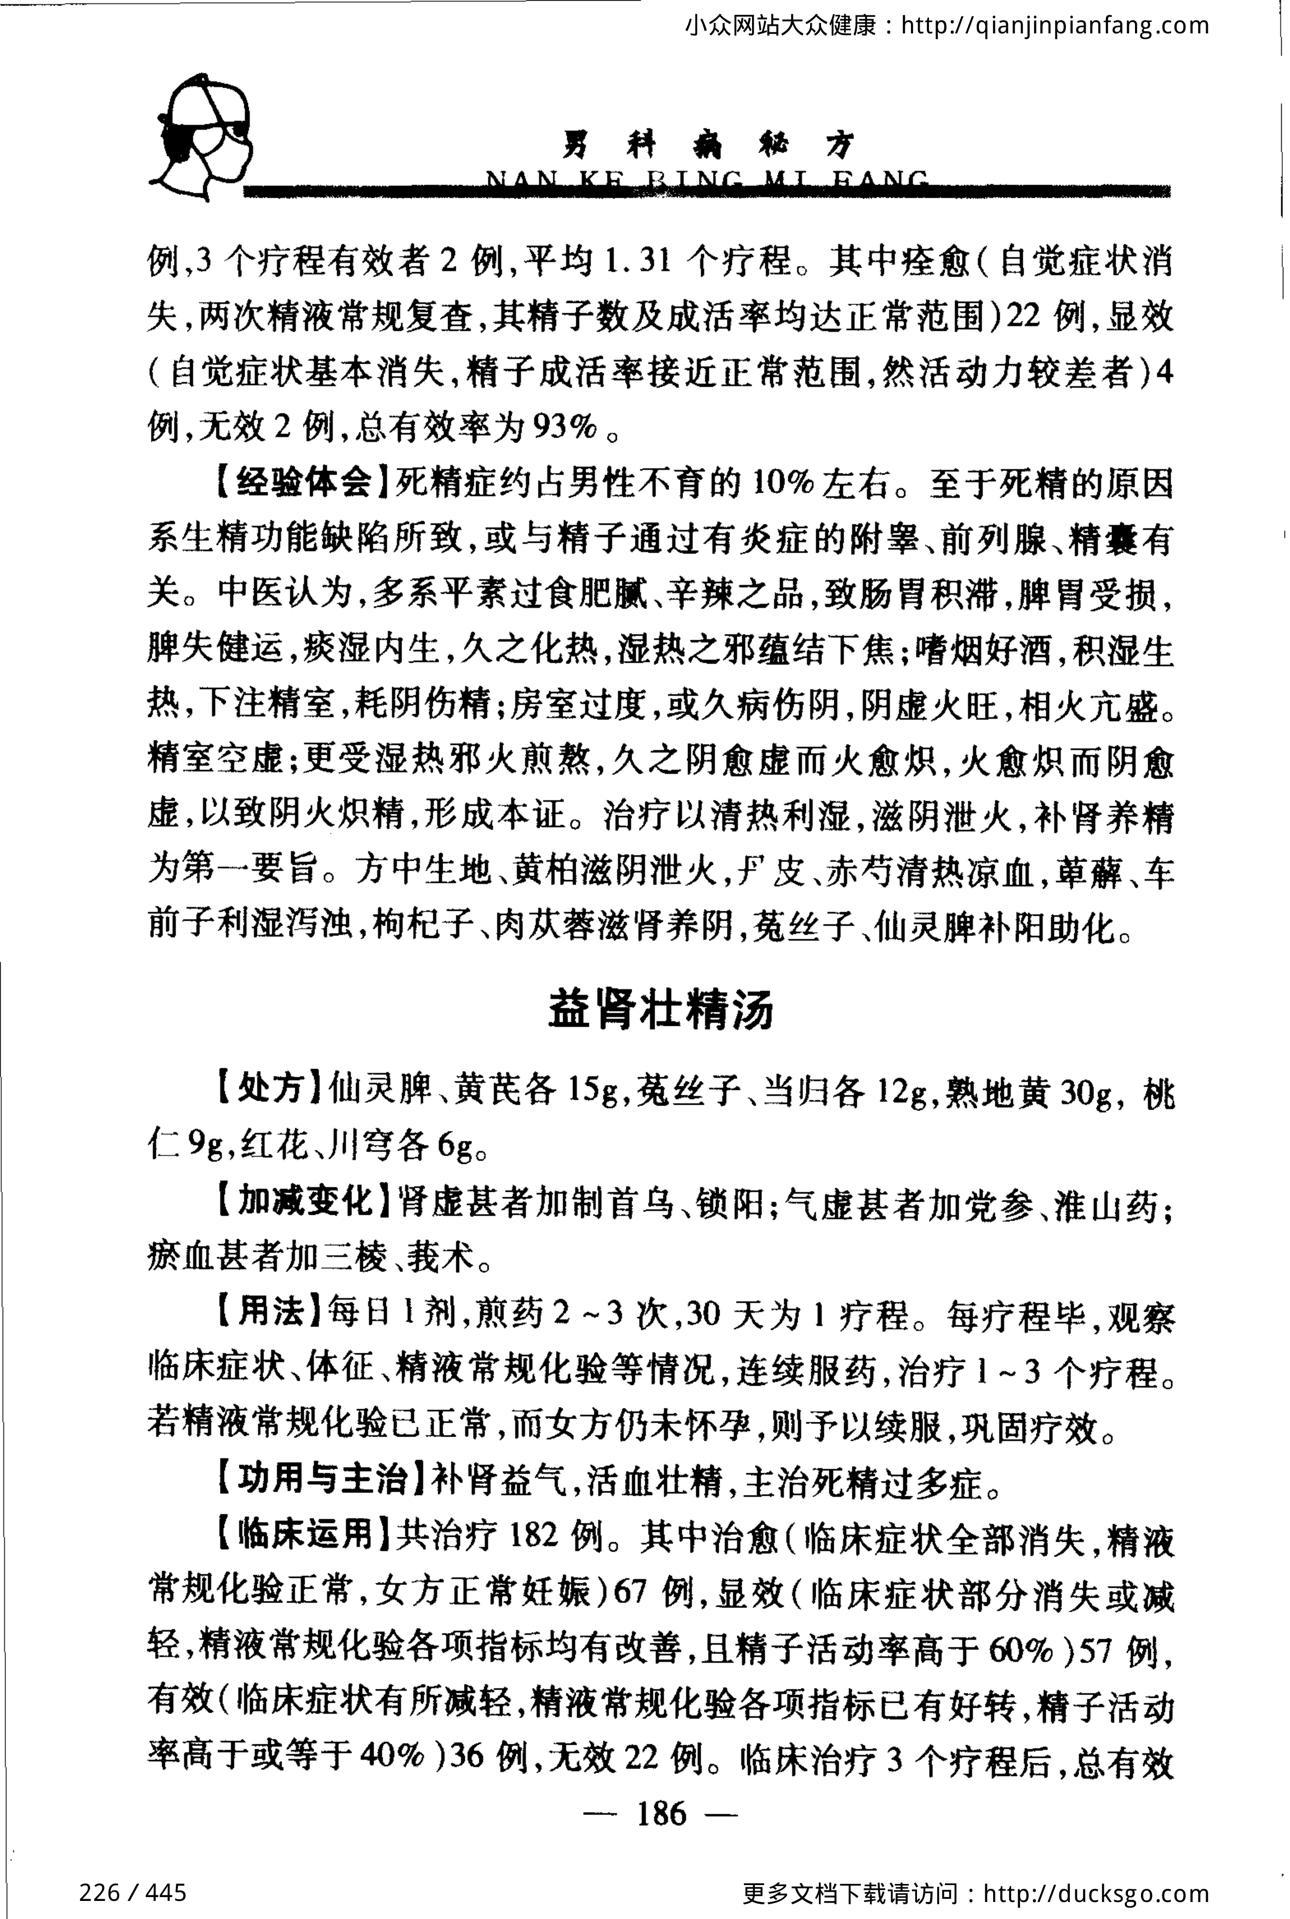 小众网站大众健康：http://qianjinpianfang.com
男科病秘方
NAN KE BING MI FANG
例,3 个疗程有效者 2 例,平均 1.31 个疗程。其中痊愈(自觉症状消
失,两次精液常规复查,其精子数及成活率均达正常范围)22 例,显效
(自觉症状基本消失,精子成活率接近正常范围,然活动力较差者)4
例,无效 2 例,总有效率为 93%。
【经验体会】死精症约占男性不育的 10% 左右。至于死精的原因
系生精功能缺陷所致,或与精子通过有炎症的附睾、前列腺、精囊有
关。中医认为,多系平素过食肥腻、辛辣之品,致肠胃积滞,脾胃受损,
脾失健运,痰湿内生,久之化热,湿热之邪蕴结下焦;嗜烟好酒,积湿生
热,下注精室,耗阴伤精;房室过度,或久病伤阴,阴虚火旺,相火亢盛。
精室空虚;更受湿热邪火煎熬,久之阴愈虚而火愈炽,火愈炽而阴愈
虚,以致阴火炽精,形成本证。治疗以清热利湿,滋阴泄火,补肾养精
为第一要旨。方中生地、黄柏滋阴泄火,皮、赤芍清热凉血,萆薢、车
前子利湿泻浊,枸杞子、肉苁蓉滋肾养阴,菟丝子、仙灵脾补阳助化。
益肾壮精汤
【处方】仙灵脾、黄芪各 15g,菟丝子、当归各 12g,熟地黄 30g, 桃
仁 9g,红花、川穹各 6g。
【加减变化】肾虚甚者加制首乌、锁阳;气虚甚者加党参、淮山药;
瘀血甚者加三棱、莪术。
【用法】每日 1 剂,煎药 2 ~ 3 次,30 天为 1 疗程。每疗程毕,观察
临床症状、体征、精液常规化验等情况,连续服药,治疗 1 ~ 3 个疗程。
若精液常规化验已正常,而女方仍未怀孕,则予以续服,巩固疗效。
【功用与主治】补肾益气,活血壮精,主治死精过多症。
【临床运用】共治疗 182 例。其中治愈(临床症状全部消失,精液
常规化验正常,女方正常妊娠)67 例,显效(临床症状部分消失或减
轻,精液常规化验各项指标均有改善,且精子活动率高于 60%)57 例,
有效(临床症状有所减轻,精液常规化验各项指标已有好转,精子活动
率高于或等于 40%)36 例,无效 22 例。临床治疗 3 个疗程后,总有效
— 186 —
226 / 445
更多文档下载请访问：http://ducksgo.com